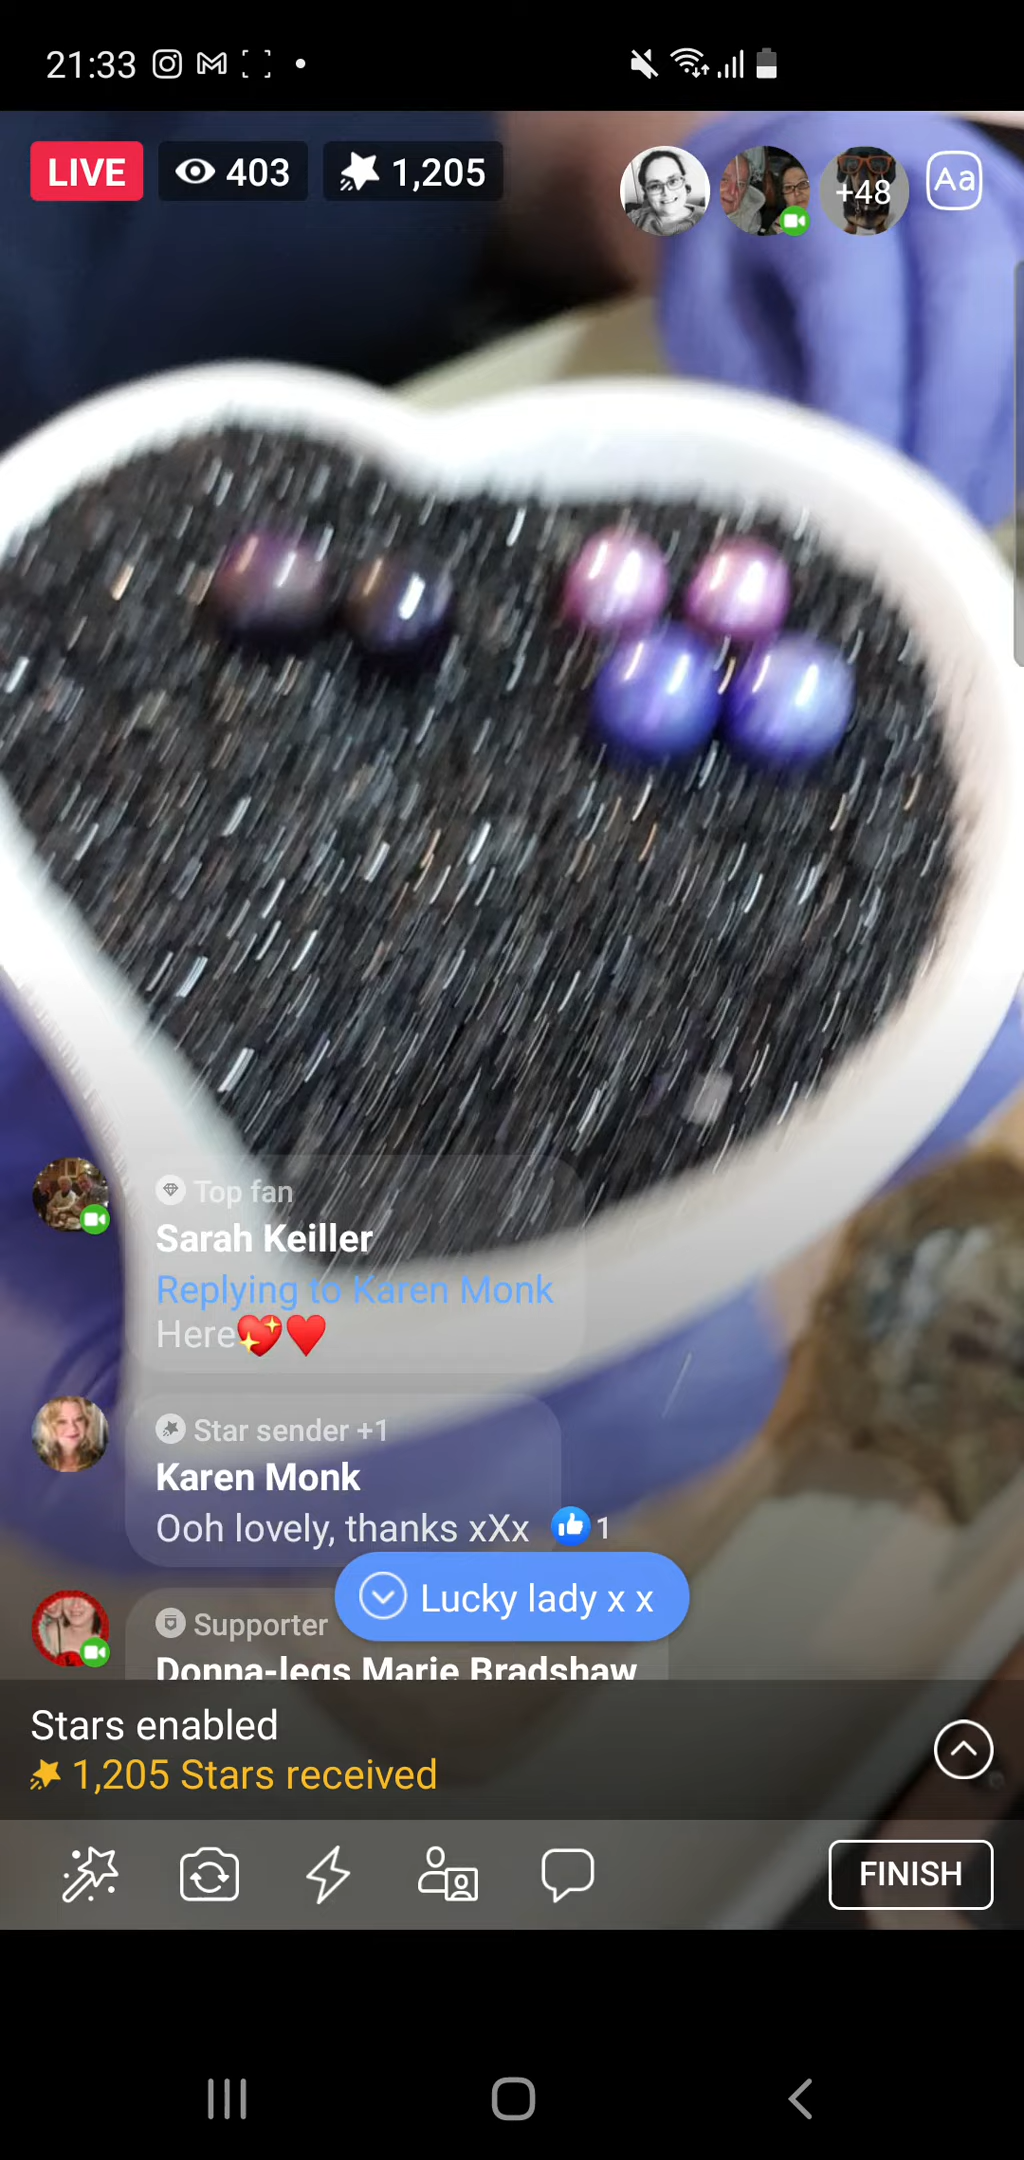 21:33
LIVE 403 1,205 +48 Aa
Top fan
Sarah Keiller
Replying to Karen Monk
Here💖♥️
Star sender +1
Karen Monk
Ooh lovely, thanks xXx 1
Lucky lady x x
Supporter
Donna-legs Marie Bradshaw
Stars enabled
1,205 Stars received
FINISH